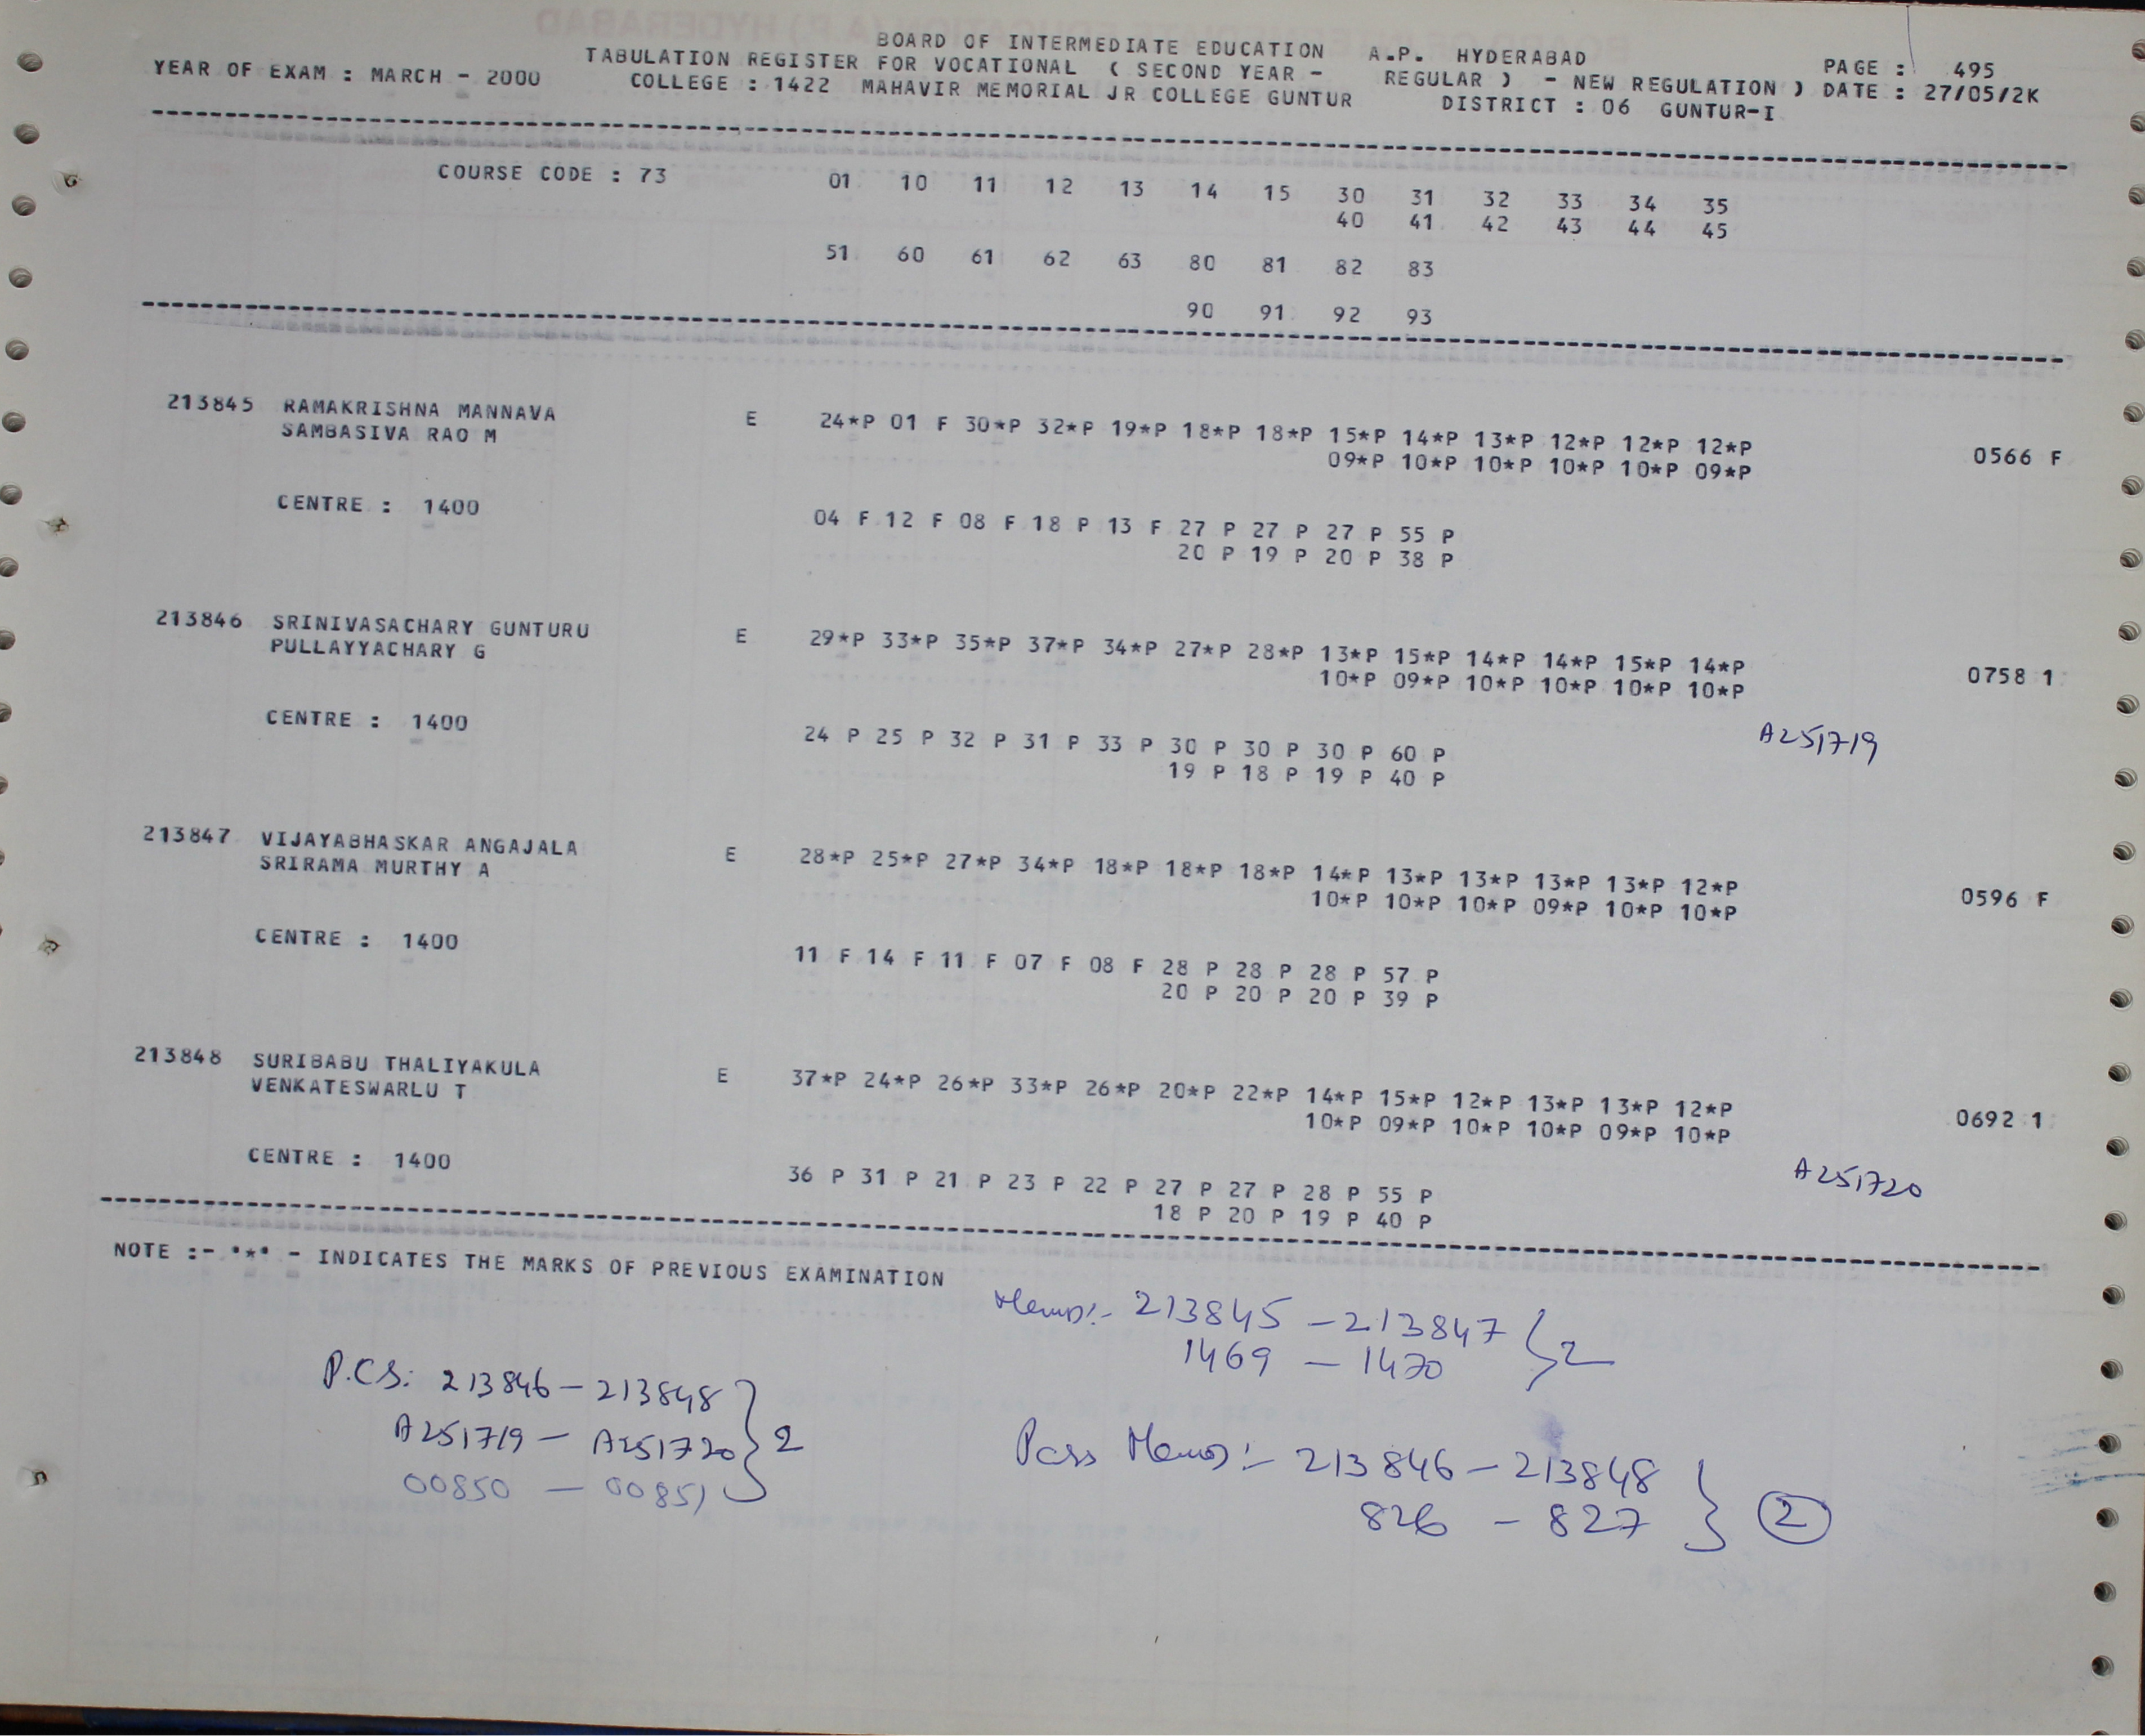 BOARD OF INTERMEDIATE EDUCATION A.P. HYDERABAD
YEAR OF EXAM : MARCH - 2000 TABULATION REGISTER FOR VOCATIONAL ( SECOND YEAR - REGULAR ) - NEW REGULATION ) PAGE : 495
COLLEGE : 1422 MAHAVIR MEMORIAL JR COLLEGE GUNTUR DISTRICT : 06 GUNTUR-I DATE : 27/05/2K
COURSE CODE : 73 01 10 11 12 13 14 15 30 31 32 33 34 35
40 41 42 43 44 45
51 60 61 62 63 80 81 82 83
90 91 92 93
213845 RAMAKRISHNA MANNAVA E 24*P 01 F 30*P 32*P 19*P 18*P 18*P 15*P 14*P 13*P 12*P 12*P 12*P 0566 F
SAMBASIVA RAO M 09*P 10*P 10*P 10*P 10*P 09*P
CENTRE : 1400 04 F 12 F 08 F 18 P 13 F 27 P 27 P 27 P 55 P
20 P 19 P 20 P 38 P
213846 SRINIVASACHARY GUNTURU E 29*P 33*P 35*P 37*P 34*P 27*P 28*P 13*P 15*P 14*P 14*P 15*P 14*P 0758 1
PULLAYYACHARY G 10*P 09*P 10*P 10*P 10*P 10*P
CENTRE : 1400 24 P 25 P 32 P 31 P 33 P 30 P 30 P 30 P 60 P A251719
19 P 18 P 19 P 40 P
213847 VIJAYABHASKAR ANGAJALA E 28*P 25*P 27*P 34*P 18*P 18*P 18*P 14*P 13*P 13*P 13*P 13*P 12*P 0596 F
SRIRAMA MURTHY A 10*P 10*P 10*P 09*P 10*P 10*P
CENTRE : 1400 11 F 14 F 11 F 07 F 08 F 28 P 28 P 28 P 57 P
20 P 20 P 20 P 39 P
213848 SURIBABU THALIYAKULA E 37*P 24*P 26*P 33*P 26*P 20*P 22*P 14*P 15*P 12*P 13*P 13*P 12*P 0692 1
VENKATESWARLU T 10*P 09*P 10*P 10*P 09*P 10*P
CENTRE : 1400 36 P 31 P 21 P 23 P 22 P 27 P 27 P 28 P 55 P A251720
18 P 20 P 19 P 40 P
NOTE :- '*' - INDICATES THE MARKS OF PREVIOUS EXAMINATION
Memos:- 213845 - 213847 } 2
1469 - 1470
P.CS: 213846 - 213848
A251719 - A251720 } 2
00850 - 00851
Pass Memos:- 213846 - 213848
826 - 827 } 2